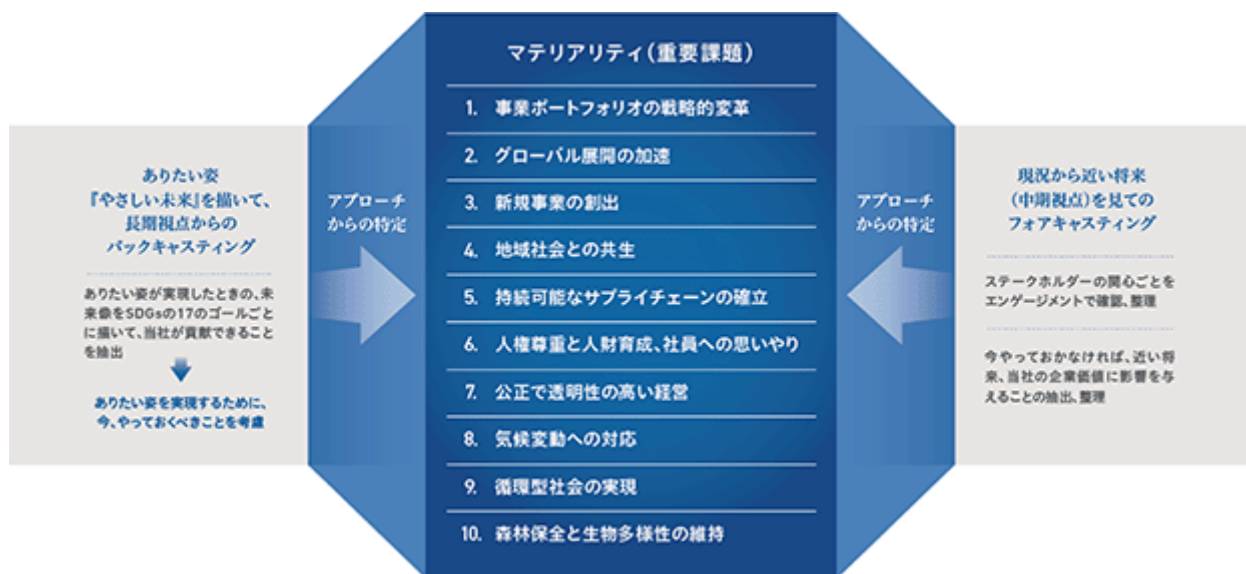 ありたい姿
『やさしい未来』を描いて、
長期視点からの
バックキャスティング
ありたい姿が実現したときの、未
来像をSDGsの17のゴールごと
に描いて、当社が貢献できること
を抽出
ありたい姿を実現するために、
今、やっておくべきことを考慮
アプローチ
からの特定
マテリアリティ(重要課題)
1. 事業ポートフォリオの戦略的変革
2. グローバル展開の加速
3. 新規事業の創出
4. 地域社会との共生
5. 持続可能なサプライチェーンの確立
6. 人権尊重と人財育成、社員への思いやり
7. 公正で透明性の高い経営
8. 気候変動への対応
9. 循環型社会の実現
10. 森林保全と生物多様性の維持
アプローチ
からの特定
現況から近い将来
(中期視点)を見ての
フォアキャスティング
ステークホルダーの関心ごとを
エンゲージメントで確認、整理
今やっておかなければ、近い将
来、当社の企業価値に影響を与
えることの抽出、整理